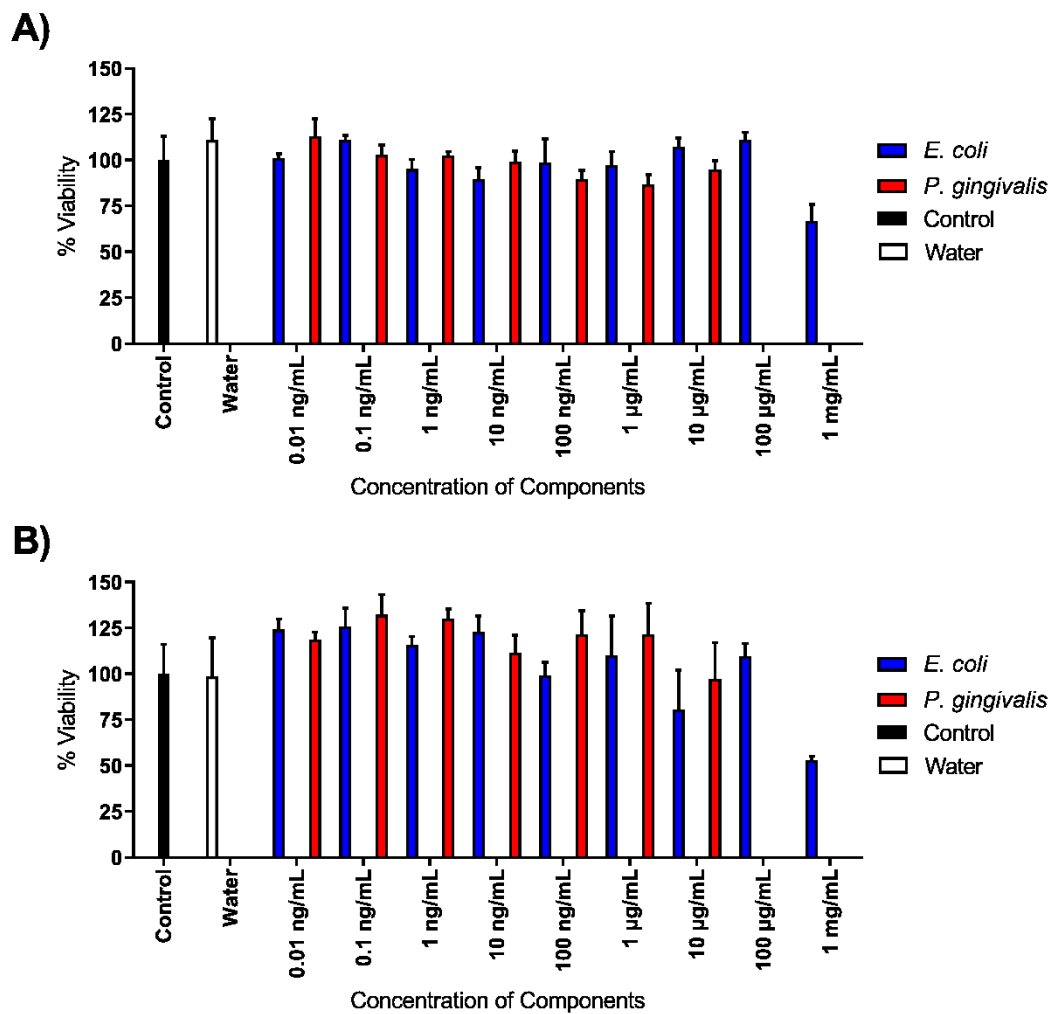 A)
150
125
100
75
50
25
0
% Viability
Control
Water
0.01 ng/mL
0.1 ng/mL
1 ng/mL
10 ng/mL
100 ng/mL
1 µg/mL
10 µg/mL
100 µg/mL
1 mg/mL
Concentration of Components
E. coli
P. gingivalis
Control
Water
B)
150
125
100
75
50
25
0
% Viability
Control
Water
0.01 ng/mL
0.1 ng/mL
1 ng/mL
10 ng/mL
100 ng/mL
1 µg/mL
10 µg/mL
100 µg/mL
1 mg/mL
Concentration of Components
E. coli
P. gingivalis
Control
Water